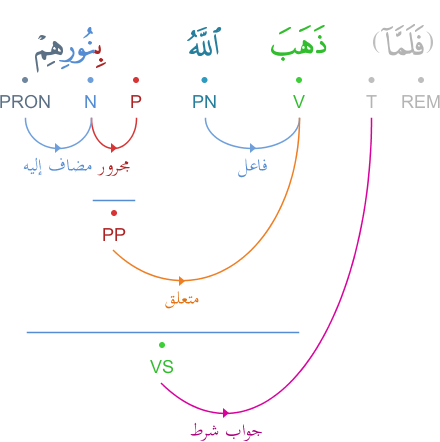 (فَلَمَّآ) ذَهَبَ ٱللَّهُ بِنُورِهِمْ
REM T V PN P N PRON
فاعل مجرور مضاف إليه
PP
متعلق
VS
جواب شرط